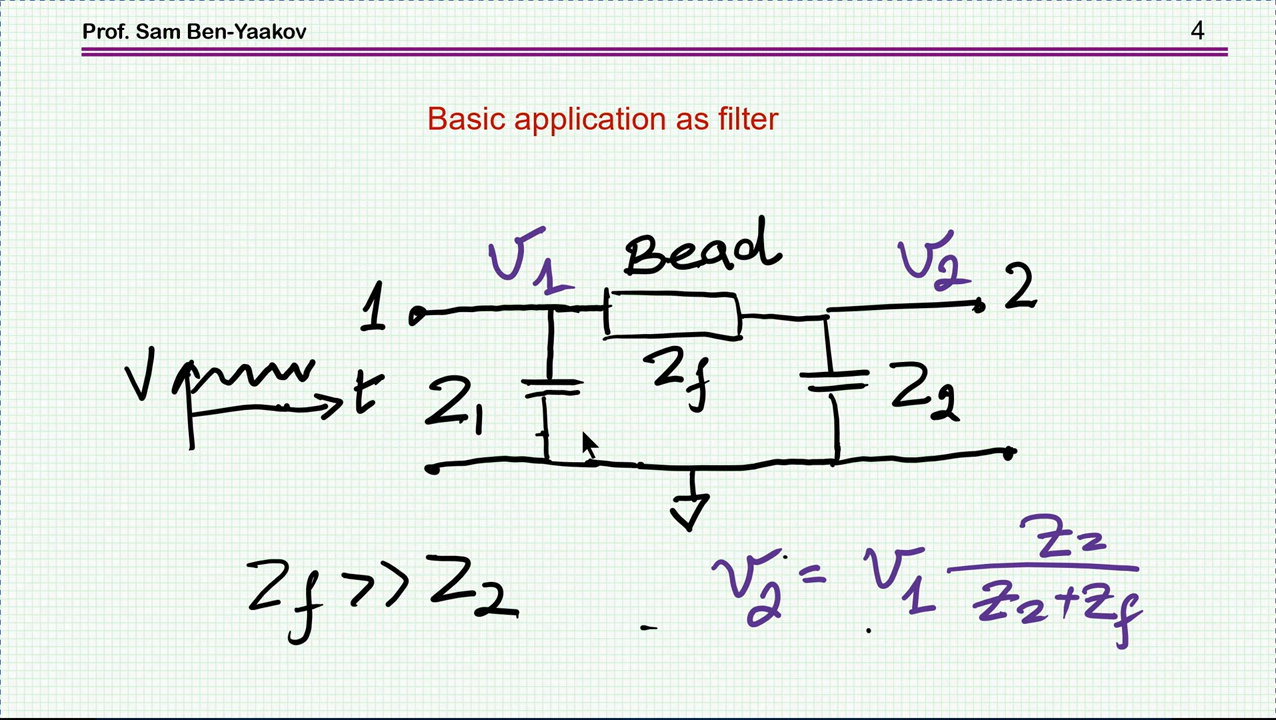 Prof. Sam Ben-Yaakov 4
Basic application as filter
V1 Bead V2
1 2
V t Z1 Zf Z2
Zf >> Z2
V2 = V1 Z2 / (Z2+Zf)